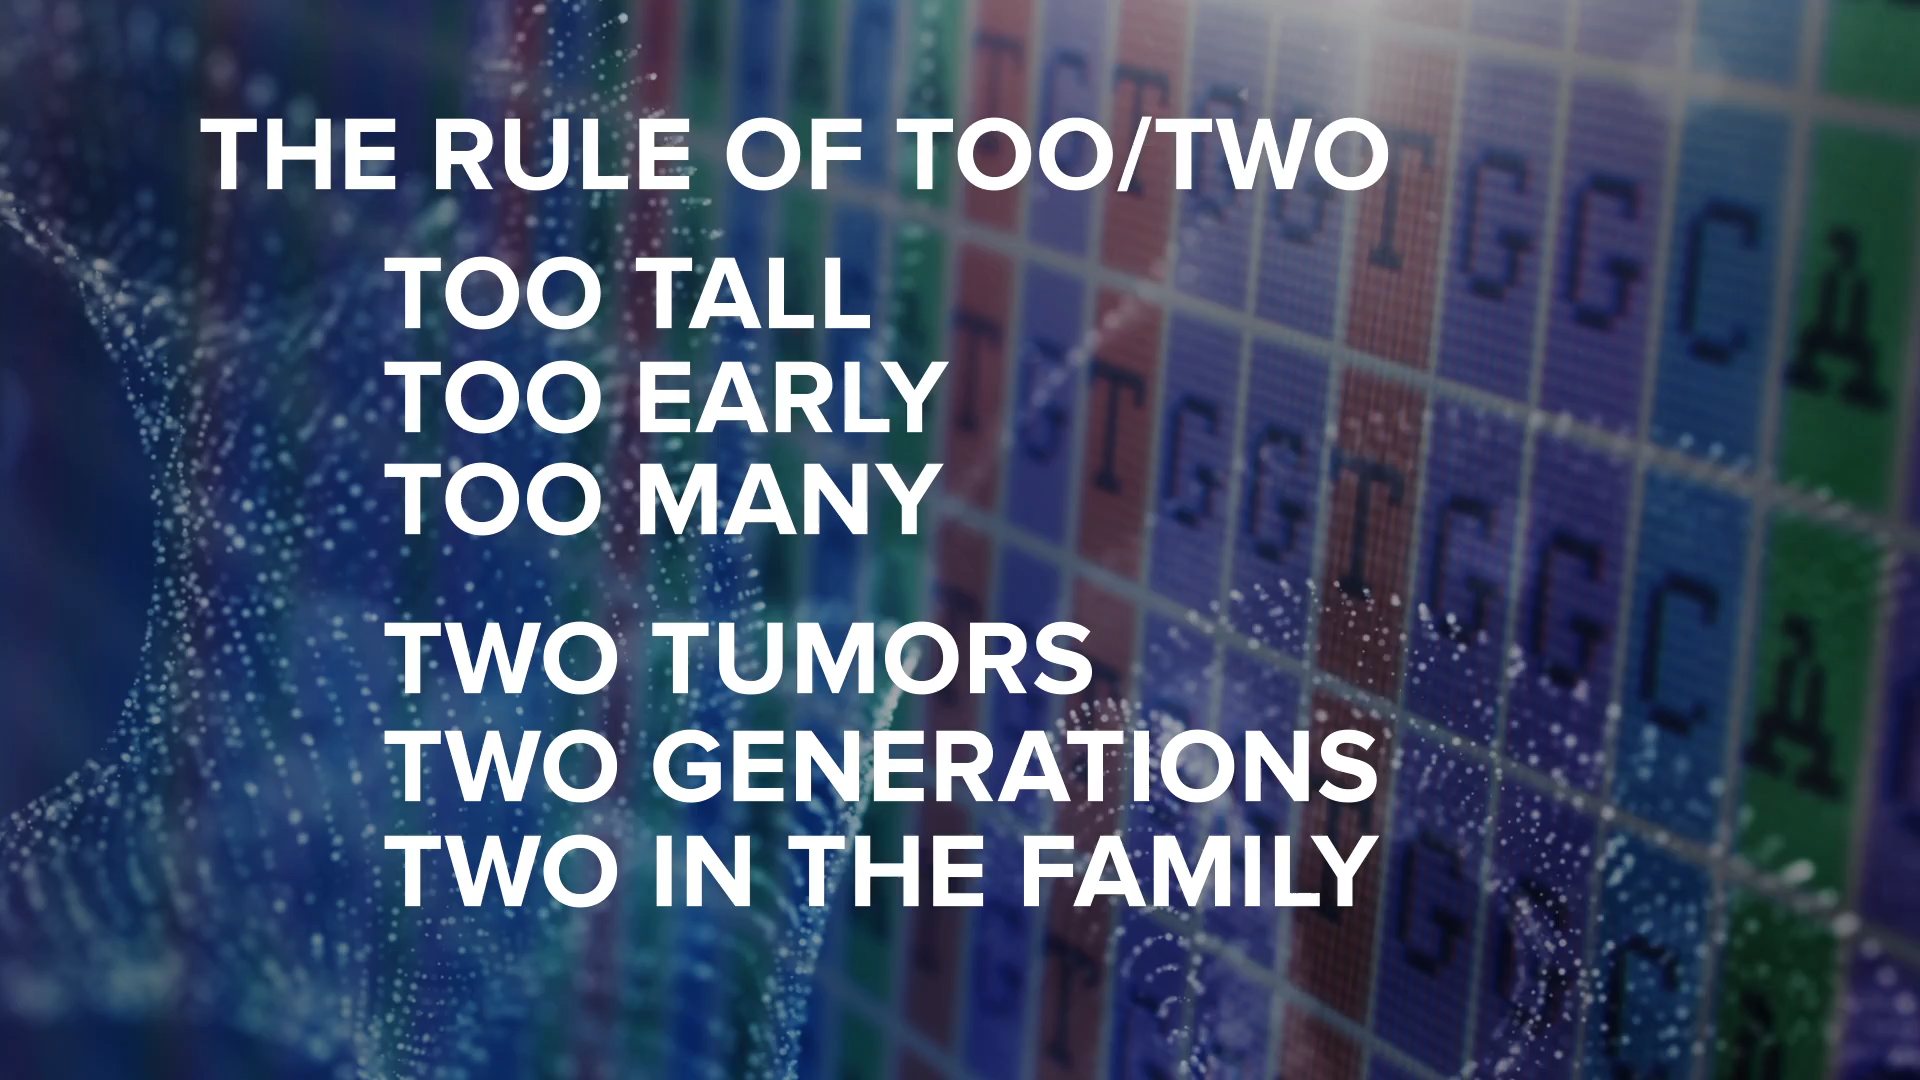 THE RULE OF TOO/TWO
TOO TALL
TOO EARLY
TOO MANY
TWO TUMORS
TWO GENERATIONS
TWO IN THE FAMILY